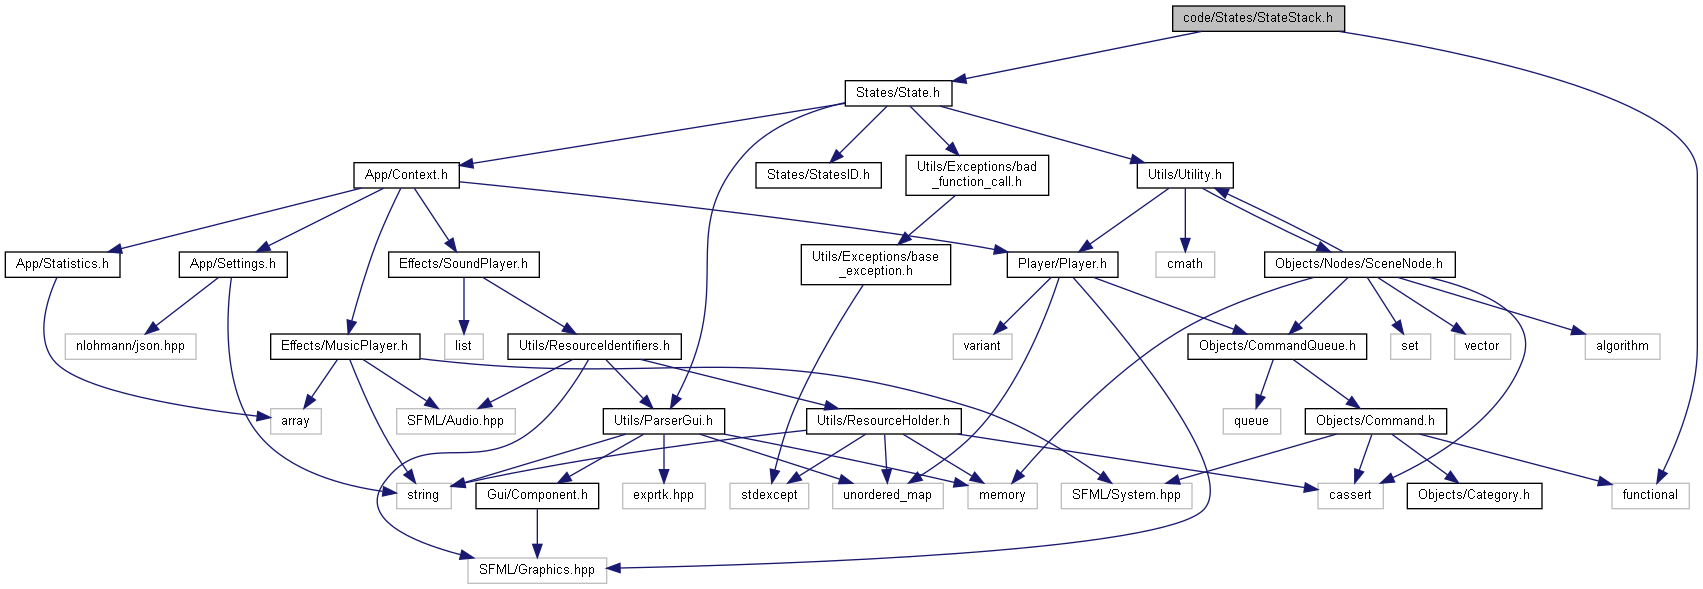 code/States/StateStack.h
States/State.h
App/Context.h
States/StatesID.h
Utils/Exceptions/bad
_function_call.h
Utils/Utility.h
App/Statistics.h
App/Settings.h
Effects/SoundPlayer.h
Utils/Exceptions/base
_exception.h
Player/Player.h
cmath
Objects/Nodes/SceneNode.h
nlohmann/json.hpp
Effects/MusicPlayer.h
list
Utils/ResourceIdentifiers.h
variant
Objects/CommandQueue.h
set
vector
algorithm
array
SFML/Audio.hpp
Utils/ParserGui.h
Utils/ResourceHolder.h
queue
Objects/Command.h
string
Gui/Component.h
exprtk.hpp
stdexcept
unordered_map
memory
SFML/System.hpp
cassert
Objects/Category.h
functional
SFML/Graphics.hpp